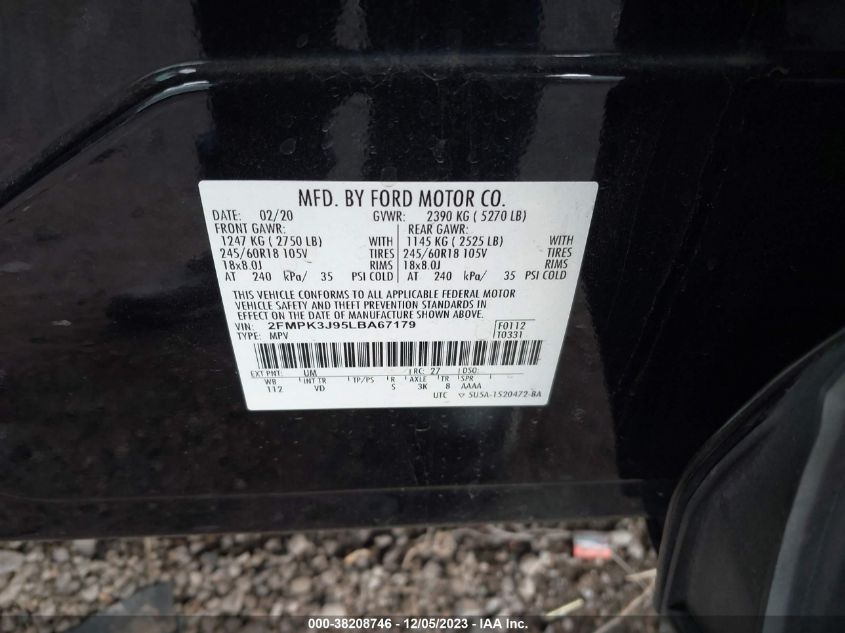 MFD. BY FORD MOTOR CO.
DATE: 02/20 GVWR: 2390 KG ( 5270 LB)
FRONT GAWR: REAR GAWR:
1247 KG ( 2750 LB) WITH 1145 KG ( 2525 LB) WITH
245/60R18 105V TIRES 245/60R18 105V TIRES
18x8.0J RIMS 18x8.0J RIMS
AT 240 kPa/ 35 PSI COLD AT 240 kPa/ 35 PSI COLD
THIS VEHICLE CONFORMS TO ALL APPLICABLE FEDERAL MOTOR
VEHICLE SAFETY AND THEFT PREVENTION STANDARDS IN
EFFECT ON THE DATE OF MANUFACTURE SHOWN ABOVE.
VIN: 2FMPK3J95LBA67179 F0112
TYPE: MPV T0331
EXT PNT: UM RC: 27 DSO:
WB INT TR TP/PS R AXLE TR SPR
112 VD 5 3K 8 AAAA
UTC 5U5A-1520472-BA
000-38208746 - 12/05/2023 - IAA Inc.